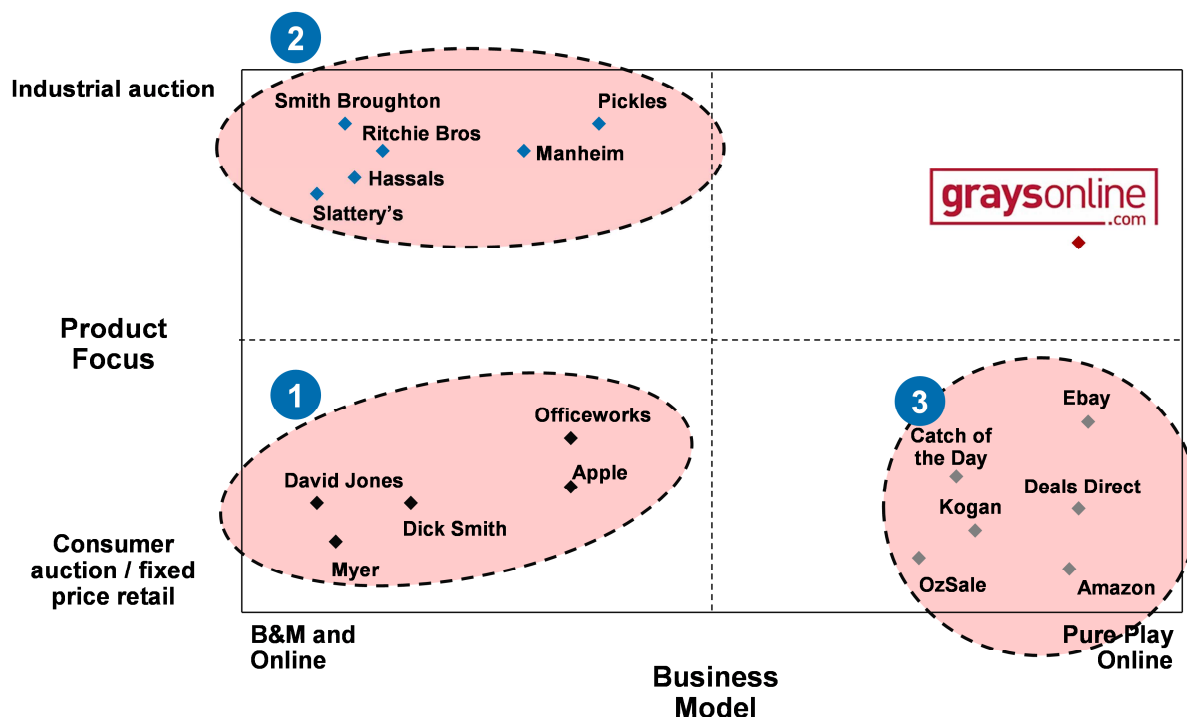 2
Industrial auction
Smith Broughton
Pickles
Ritchie Bros
Manheim
Hassals
Slattery's
graysonline
.com
Product
Focus
1
3
Officeworks
Ebay
Catch of
the Day
David Jones
Apple
Deals Direct
Kogan
Dick Smith
Consumer
auction / fixed
price retail
Myer
OzSale
Amazon
B&M and
Online
Pure Play
Online
Business
Model